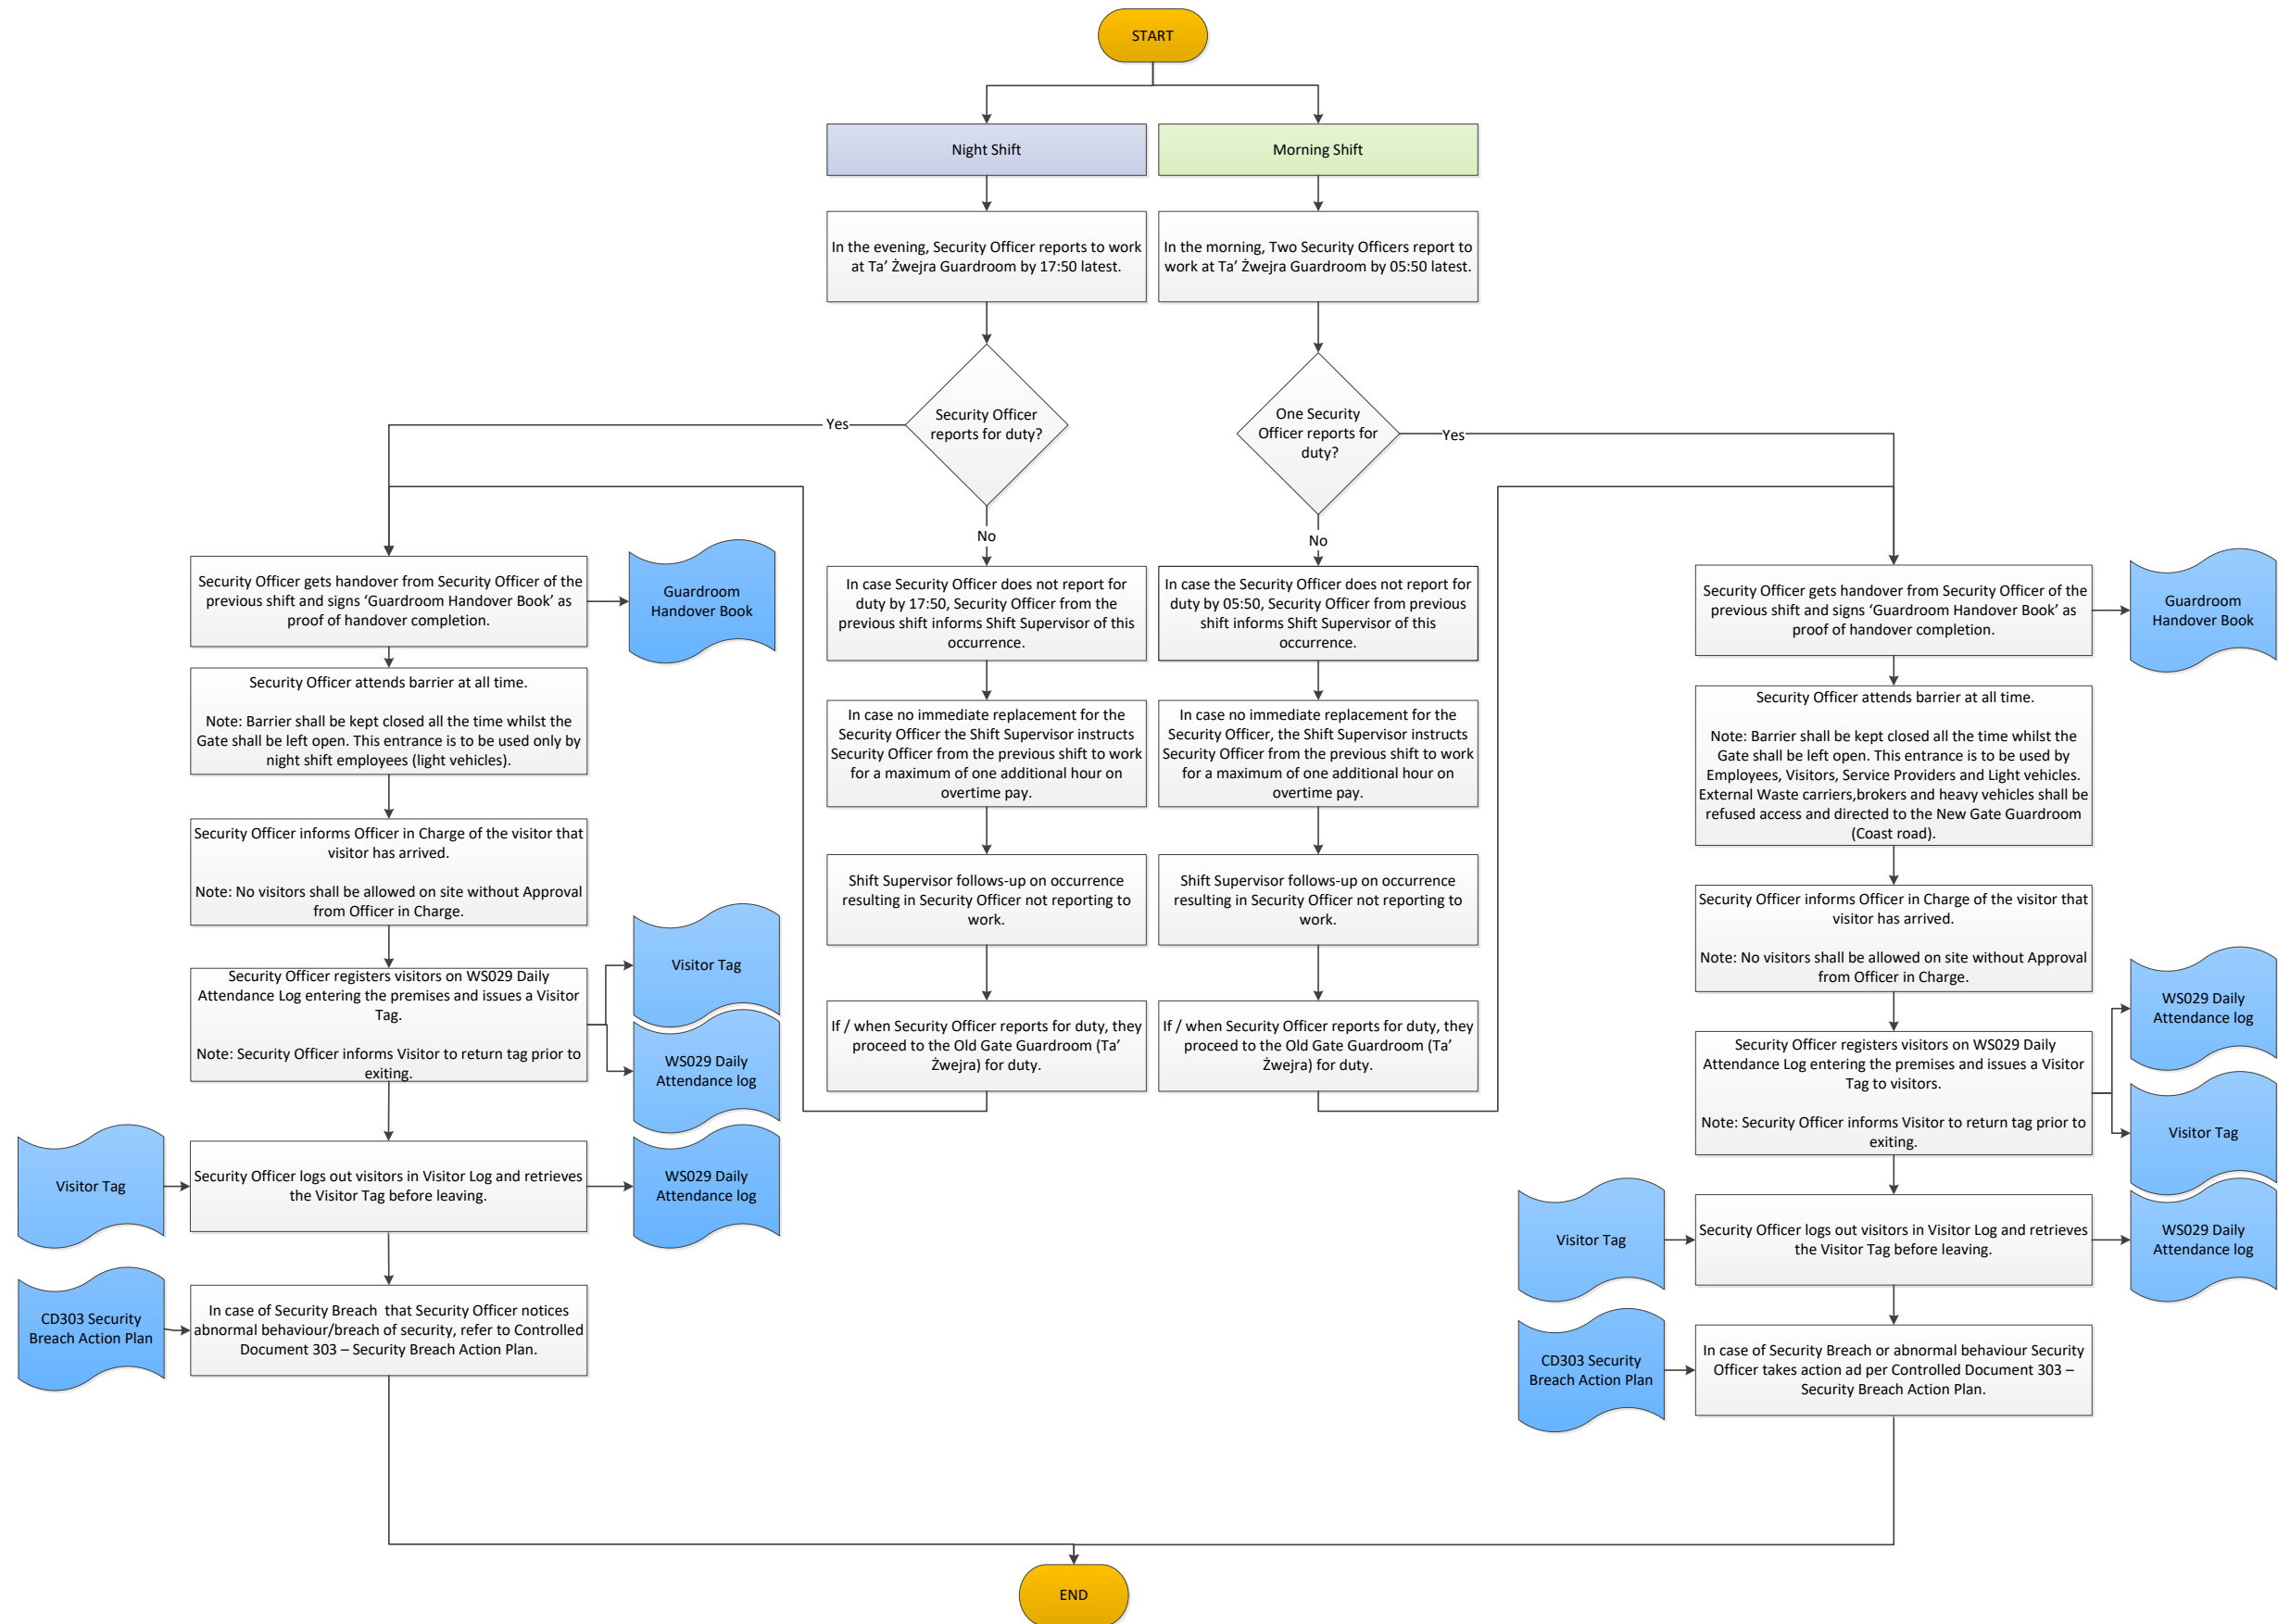 START
Night Shift
Morning Shift
In the evening, Security Officer reports to work
at Ta’ Żwejra Guardroom by 17:50 latest.
In the morning, Two Security Officers report to
work at Ta’ Żwejra Guardroom by 05:50 latest.
Security Officer
reports for duty?
Yes
No
One Security
Officer reports for
duty?
Yes
No
Security Officer gets handover from Security Officer of the
previous shift and signs ‘Guardroom Handover Book’ as
proof of handover completion.
Guardroom
Handover Book
Security Officer attends barrier at all time.
Note: Barrier shall be kept closed all the time whilst the
Gate shall be left open. This entrance is to be used only by
night shift employees (light vehicles).
Security Officer informs Officer in Charge of the visitor that
visitor has arrived.
Note: No visitors shall be allowed on site without Approval
from Officer in Charge.
Security Officer registers visitors on WS029 Daily
Attendance Log entering the premises and issues a Visitor
Tag.
Note: Security Officer informs Visitor to return tag prior to
exiting.
Visitor Tag
WS029 Daily
Attendance log
Visitor Tag
Security Officer logs out visitors in Visitor Log and retrieves
the Visitor Tag before leaving.
WS029 Daily
Attendance log
CD303 Security
Breach Action Plan
In case of Security Breach  that Security Officer notices
abnormal behaviour/breach of security, refer to Controlled
Document 303 – Security Breach Action Plan.
In case Security Officer does not report for
duty by 17:50, Security Officer from the
previous shift informs Shift Supervisor of this
occurrence.
In case no immediate replacement for the
Security Officer the Shift Supervisor instructs
Security Officer from the previous shift to work
for a maximum of one additional hour on
overtime pay.
Shift Supervisor follows-up on occurrence
resulting in Security Officer not reporting to
work.
If / when Security Officer reports for duty, they
proceed to the Old Gate Guardroom (Ta’
Żwejra) for duty.
In case the Security Officer does not report for
duty by 05:50, Security Officer from previous
shift informs Shift Supervisor of this
occurrence.
In case no immediate replacement for the
Security Officer, the Shift Supervisor instructs
Security Officer from the previous shift to work
for a maximum of one additional hour on
overtime pay.
Shift Supervisor follows-up on occurrence
resulting in Security Officer not reporting to
work.
If / when Security Officer reports for duty, they
proceed to the Old Gate Guardroom (Ta’
Żwejra) for duty.
Security Officer gets handover from Security Officer of the
previous shift and signs ‘Guardroom Handover Book’ as
proof of handover completion.
Guardroom
Handover Book
Security Officer attends barrier at all time.
Note: Barrier shall be kept closed all the time whilst the
Gate shall be left open. This entrance is to be used by
Employees, Visitors, Service Providers and Light vehicles.
External Waste carriers,brokers and heavy vehicles shall be
refused access and directed to the New Gate Guardroom
(Coast road).
Security Officer informs Officer in Charge of the visitor that
visitor has arrived.
Note: No visitors shall be allowed on site without Approval
from Officer in Charge.
Security Officer registers visitors on WS029 Daily
Attendance Log entering the premises and issues a Visitor
Tag to visitors.
Note: Security Officer informs Visitor to return tag prior to
exiting.
WS029 Daily
Attendance log
Visitor Tag
Visitor Tag
Security Officer logs out visitors in Visitor Log and retrieves
the Visitor Tag before leaving.
WS029 Daily
Attendance log
CD303 Security
Breach Action Plan
In case of Security Breach or abnormal behaviour Security
Officer takes action ad per Controlled Document 303 –
Security Breach Action Plan.
END